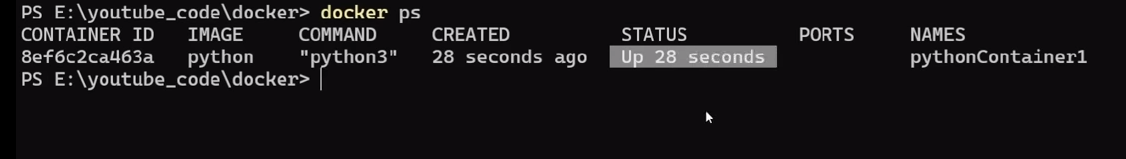 PS E:\youtube_code\docker> docker ps
CONTAINER ID   IMAGE     COMMAND     CREATED          STATUS          PORTS     NAMES
8ef6c2ca463a   python    "python3"   28 seconds ago   Up 28 seconds             pythonContainer1
PS E:\youtube_code\docker>